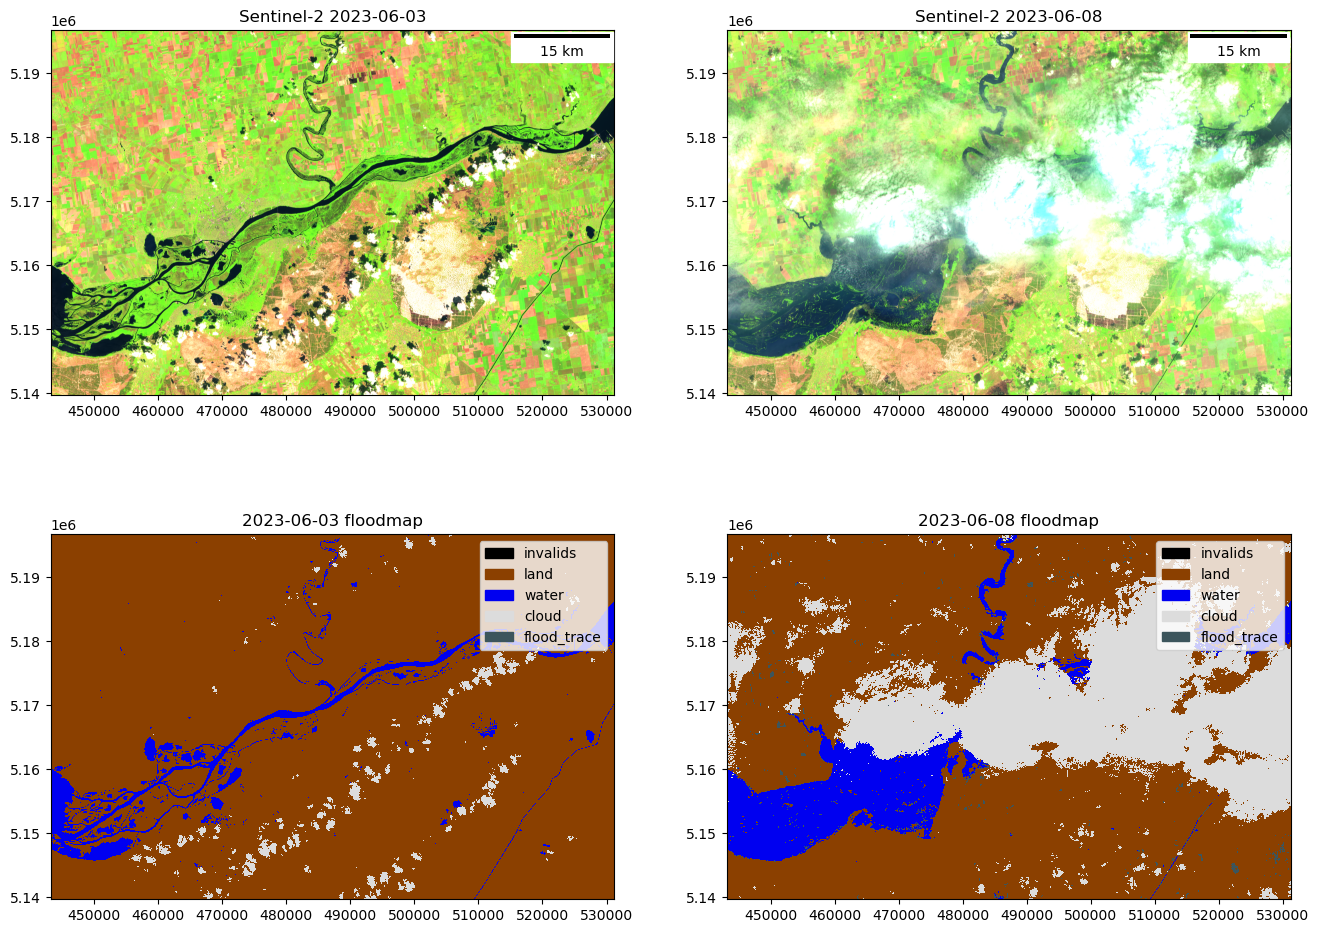 Sentinel-2 2023-06-03
1e6
15 km
5.19
5.18
5.17
5.16
5.15
5.14
450000 460000 470000 480000 490000 500000 510000 520000 530000
Sentinel-2 2023-06-08
1e6
15 km
5.19
5.18
5.17
5.16
5.15
5.14
450000 460000 470000 480000 490000 500000 510000 520000 530000
2023-06-03 floodmap
1e6
invalids
land
water
cloud
flood_trace
5.19
5.18
5.17
5.16
5.15
5.14
450000 460000 470000 480000 490000 500000 510000 520000 530000
2023-06-08 floodmap
1e6
invalids
land
water
cloud
flood_trace
5.19
5.18
5.17
5.16
5.15
5.14
450000 460000 470000 480000 490000 500000 510000 520000 530000